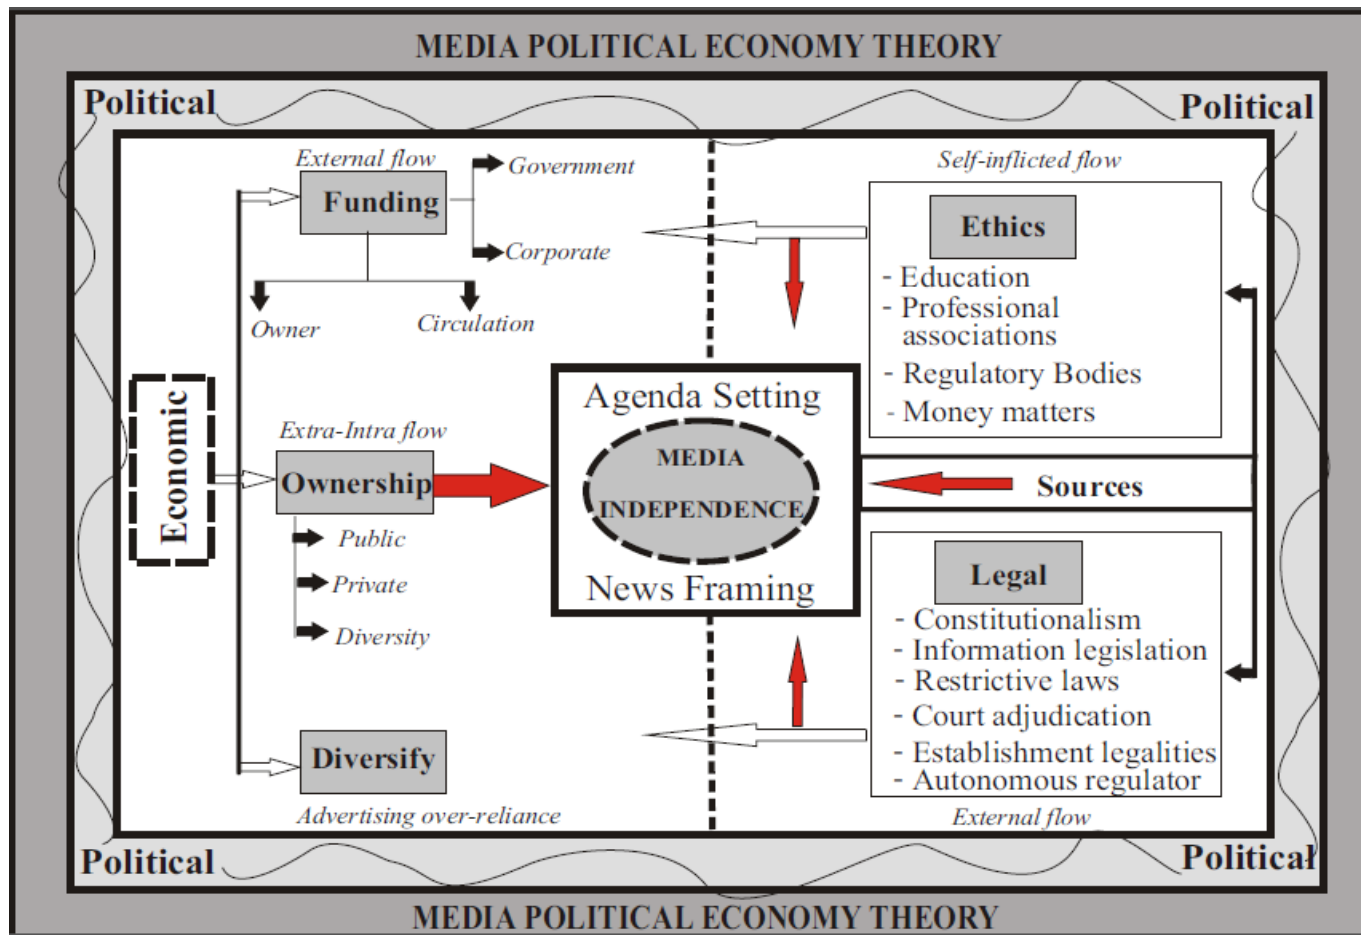 MEDIA POLITICAL ECONOMY THEORY
Political
Political
External flow
Funding
Government
Corporate
Owner
Circulation
Economic
Extra-Intra flow
Ownership
Public
Private
Diversity
Diversify
Advertising over-reliance
Agenda Setting
MEDIA
INDEPENDENCE
News Framing
Self-inflicted flow
Ethics
- Education
- Professional
associations
- Regulatory Bodies
- Money matters
Sources
Legal
- Constitutionalism
- Information legislation
- Restrictive laws
- Court adjudication
- Establishment legalities
- Autonomous regulator
External flow
Political
Political
MEDIA POLITICAL ECONOMY THEORY